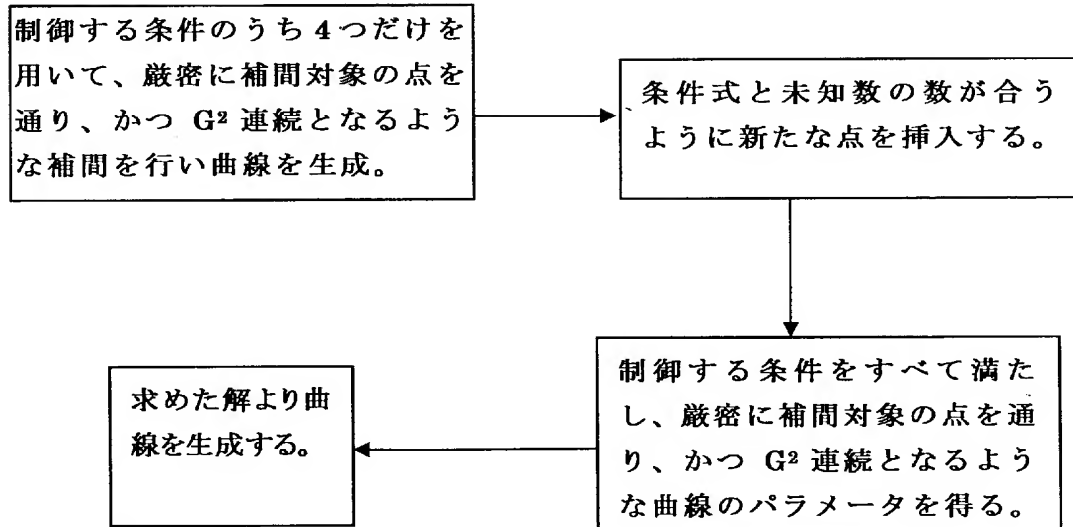 制御する条件のうち4つだけを
用いて、厳密に補間対象の点を
通り、かつ G² 連続となるよう
な補間を行い曲線を生成。
条件式と未知数の数が合う
ように新たな点を挿入する。
制御する条件をすべて満た
し、厳密に補間対象の点を通
り、かつ G² 連続となるよう
な曲線のパラメータを得る。
求めた解より曲
線を生成する。